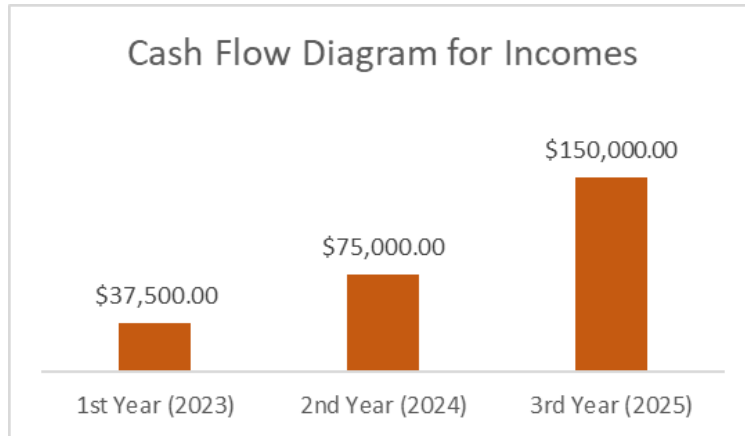 Cash Flow Diagram for Incomes
$150,000.00
$75,000.00
$37,500.00
1st Year (2023) 2nd Year (2024) 3rd Year (2025)